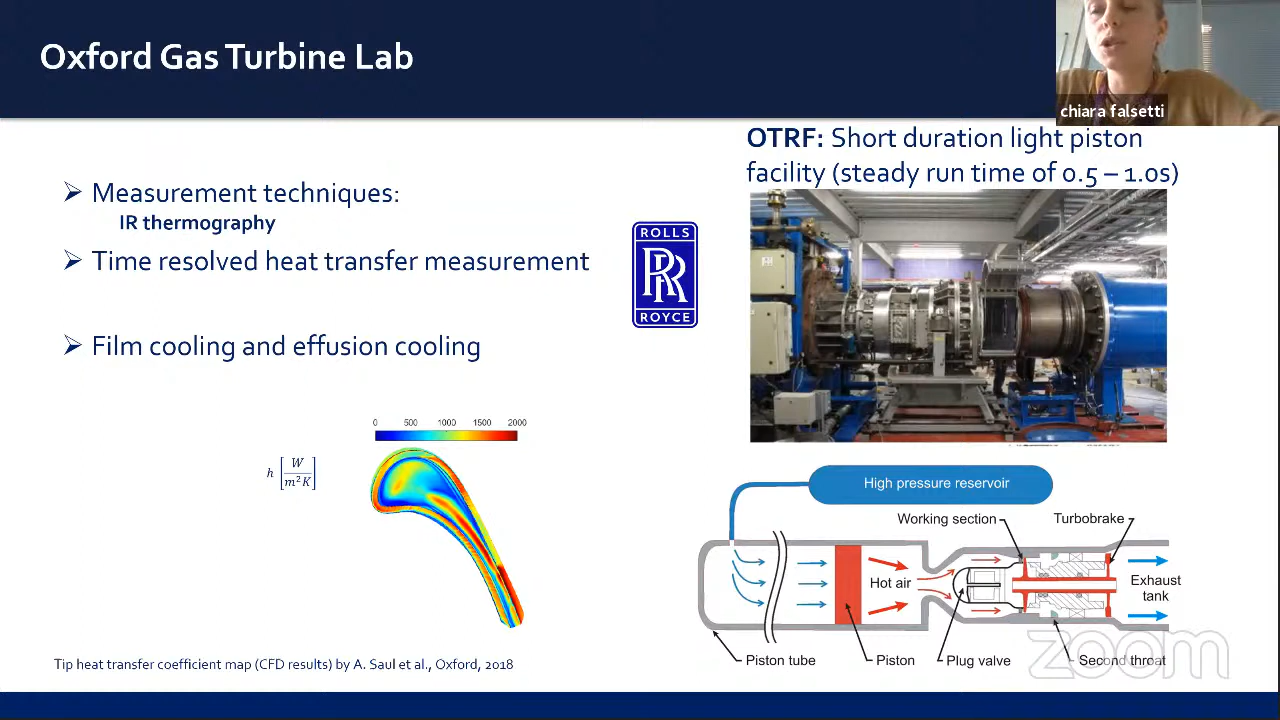 Oxford Gas Turbine Lab
chiara falsetti
OTRF: Short duration light piston
facility (steady run time of 0.5 – 1.0s)
➢ Measurement techniques:
IR thermography
➢ Time resolved heat transfer measurement
➢ Film cooling and effusion cooling
ROLLS
RR
ROYCE
0 500 1000 1500 2000
h [W/m²K]
High pressure reservoir
Working section
Turbobrake
Hot air
Exhaust
tank
Piston tube
Piston
Plug valve
Second throat
zoom
Tip heat transfer coefficient map (CFD results) by A. Saul et al., Oxford, 2018